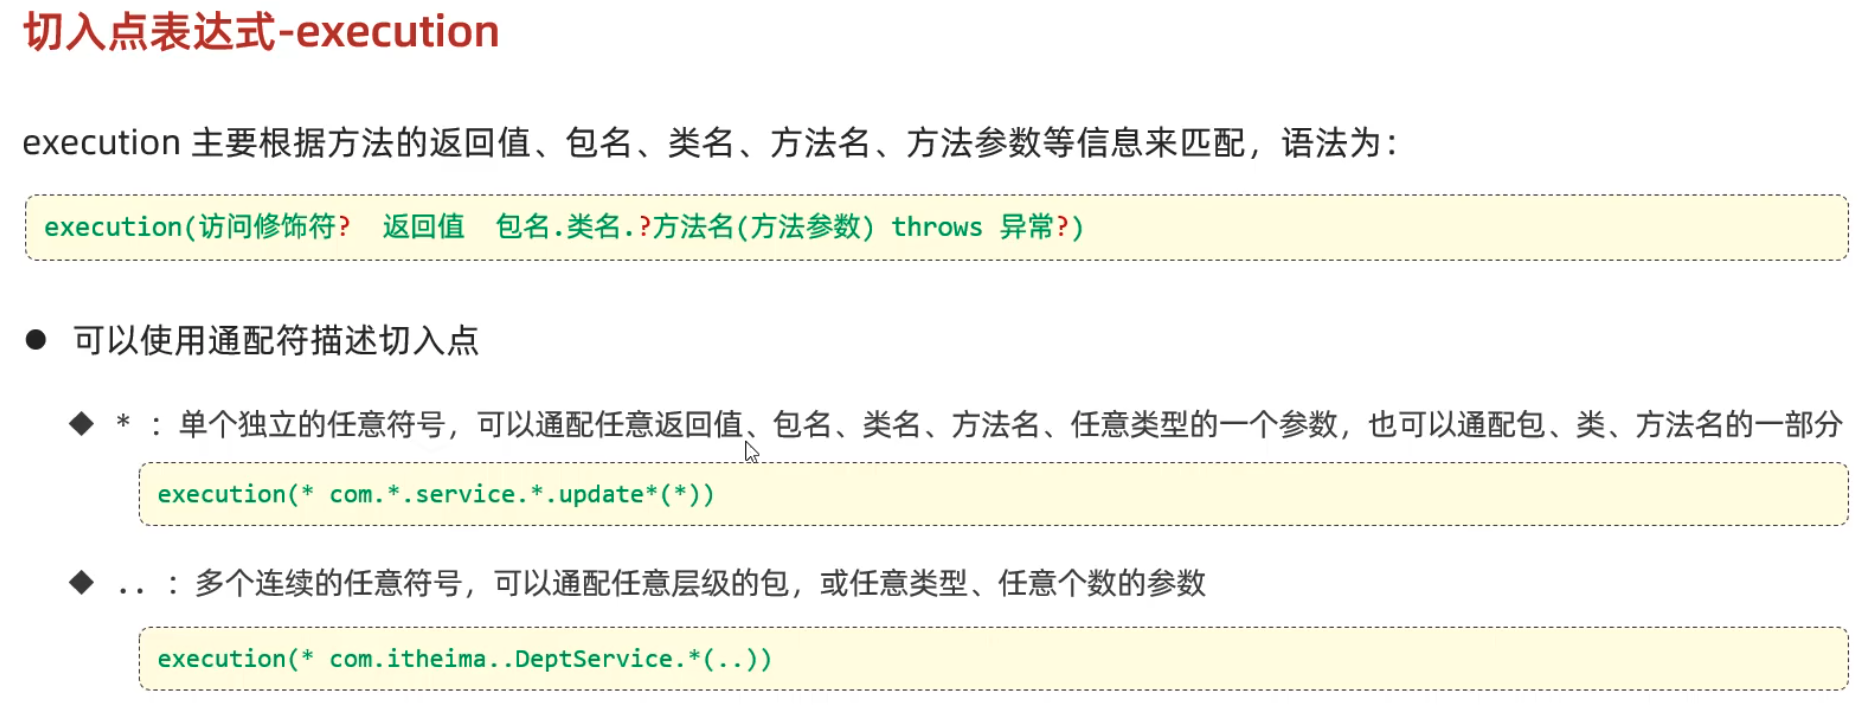 切入点表达式-execution
execution 主要根据方法的返回值、包名、类名、方法名、方法参数等信息来匹配，语法为：
execution(访问修饰符?  返回值  包名.类名.?方法名(方法参数) throws 异常?)
● 可以使用通配符描述切入点
◆ * ：单个独立的任意符号，可以通配任意返回值、包名、类名、方法名、任意类型的一个参数，也可以通配包、类、方法名的一部分
execution(* com.*.service.*.update*(*))
◆ .. ：多个连续的任意符号，可以通配任意层级的包，或任意类型、任意个数的参数
execution(* com.itheima..DeptService.*(..))